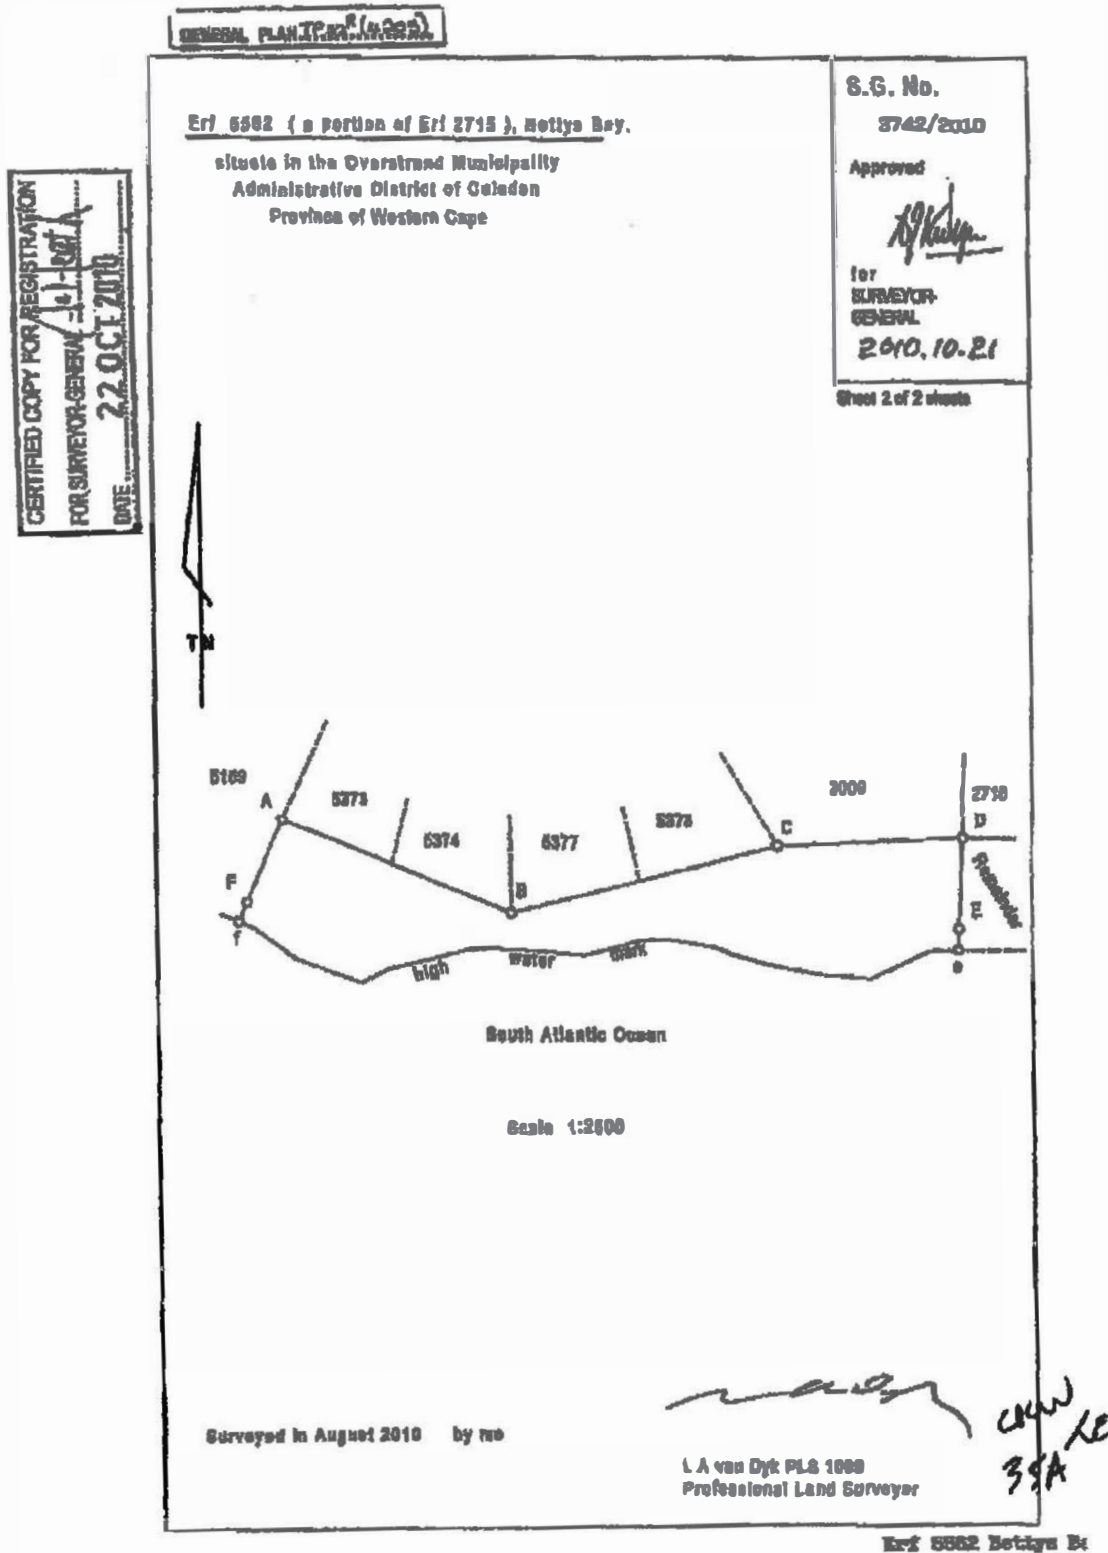 GENERAL PLAN
S.G. No.
3742/2010
Approved
for
SURVEYOR-
GENERAL
2010.10.21
Sheet 2 of 2 sheets
Erf 5582 ( a portion of Erf 2715 ), Bettys Bay.
situate in the Overstrand Municipality
Administrative District of Caledon
Province of Western Cape
CERTIFIED COPY FOR REGISTRATION
FOR SURVEYOR-GENERAL
DATE 22 OCT 2010
TN
5169
A
5373
5374
5377
5378
3009
2718
B
C
D
Remainder
F
f
E
e
high water mark
South Atlantic Ocean
Scale 1:2500
Surveyed in August 2010 by me
A van Dyk PLS
Professional Land Surveyor
35A
Erf 5582 Bettys B